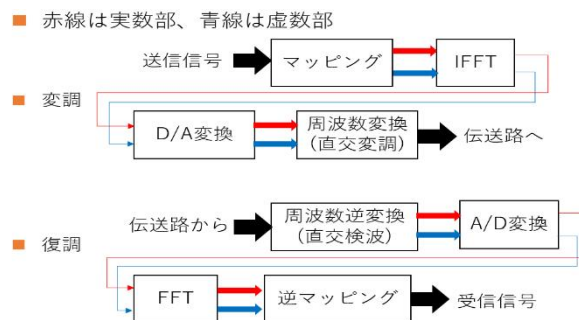 赤線は実数部、青線は虚数部
送信信号 マッピング IFFT
変調
D/A変換 周波数変換
(直交変調) 伝送路へ
伝送路から 周波数逆変換
(直交検波) A/D変換
復調
FFT 逆マッピング 受信信号